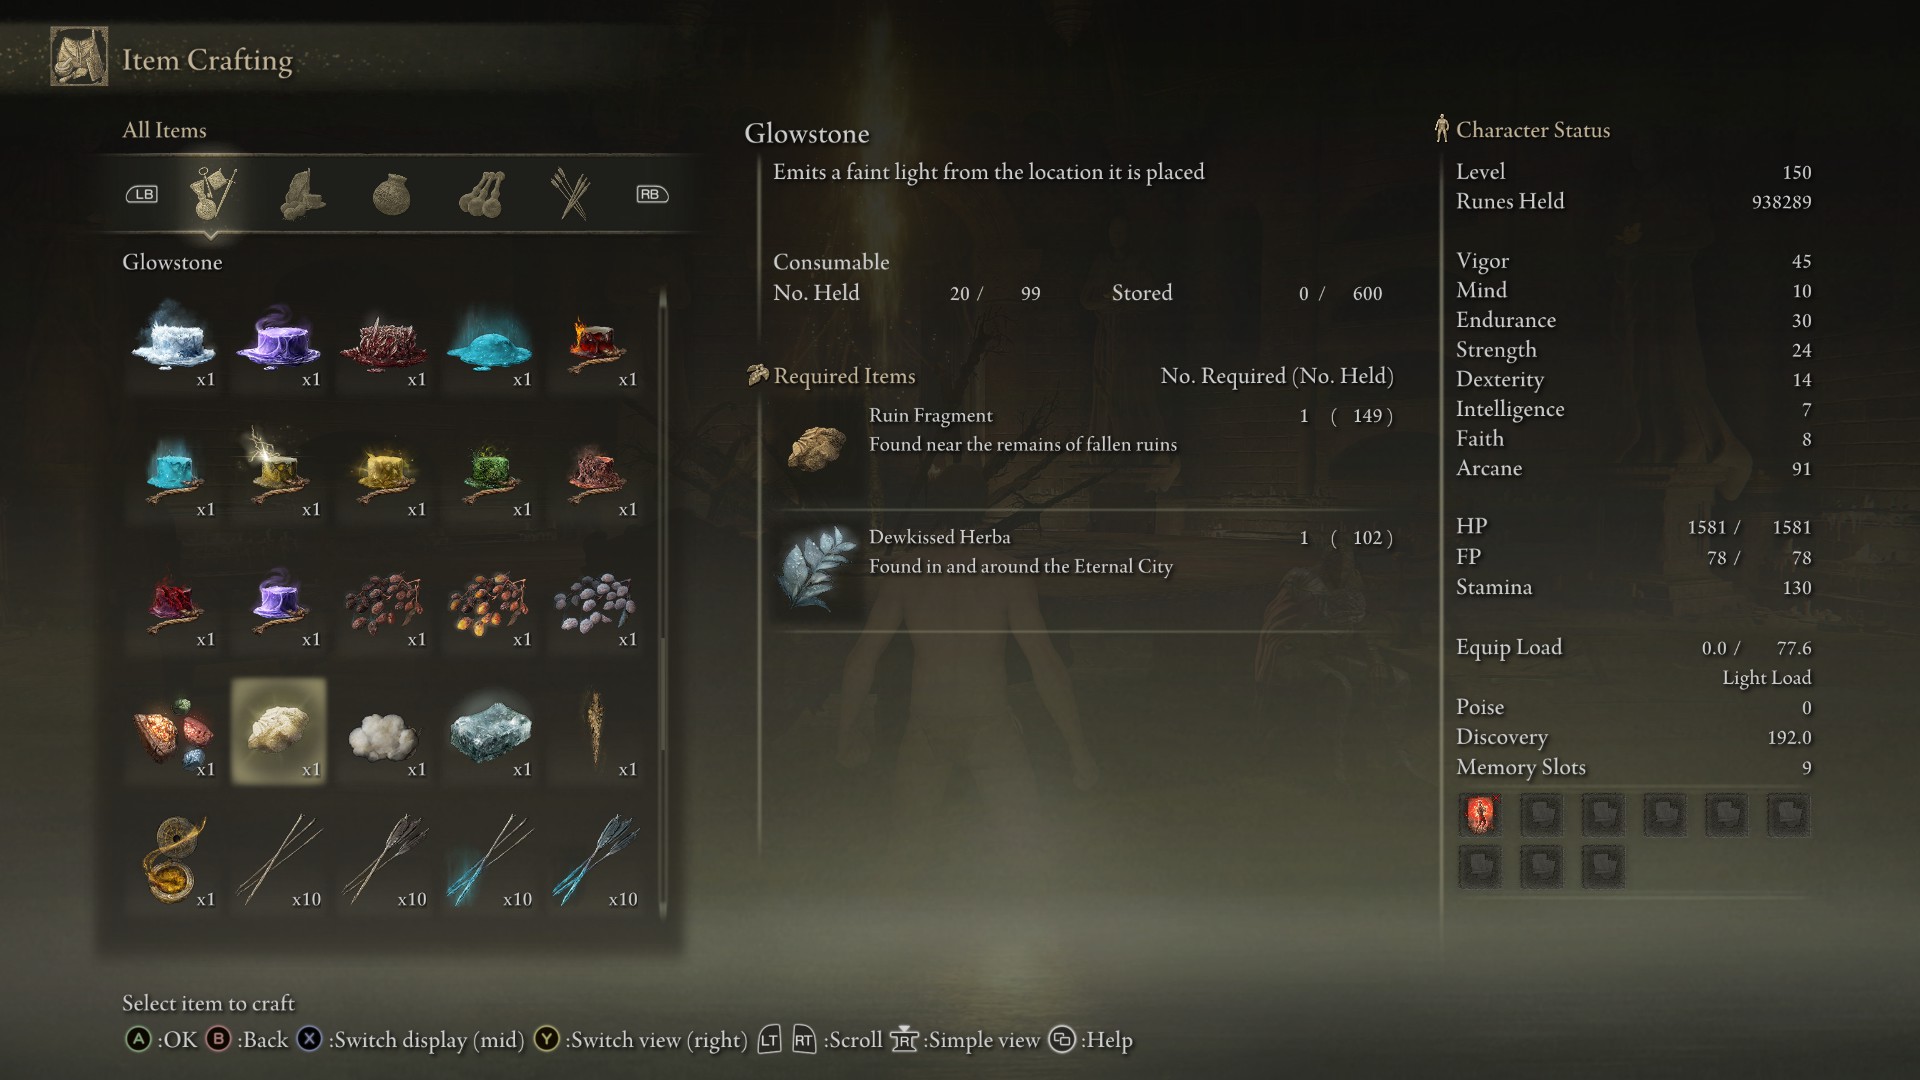 Item Crafting
All Items
LB
RB
Glowstone
x1 x1 x1 x1 x1
x1 x1 x1 x1 x1
x1 x1 x1 x1 x1
x1 x1 x1 x1 x1
x1 x10 x10 x10 x10
Glowstone
Emits a faint light from the location it is placed
Consumable
No. Held 20 / 99 Stored 0 / 600
Required Items No. Required (No. Held)
Ruin Fragment 1 ( 149 )
Found near the remains of fallen ruins
Dewkissed Herba 1 ( 102 )
Found in and around the Eternal City
Character Status
Level 150
Runes Held 938289
Vigor 45
Mind 10
Endurance 30
Strength 24
Dexterity 14
Intelligence 7
Faith 8
Arcane 91
HP 1581 / 1581
FP 78 / 78
Stamina 130
Equip Load 0.0 / 77.6
Light Load
Poise 0
Discovery 192.0
Memory Slots 9
Select item to craft
A :OK B :Back X :Switch display (mid) Y :Switch view (right) LT RT :Scroll R :Simple view :Help